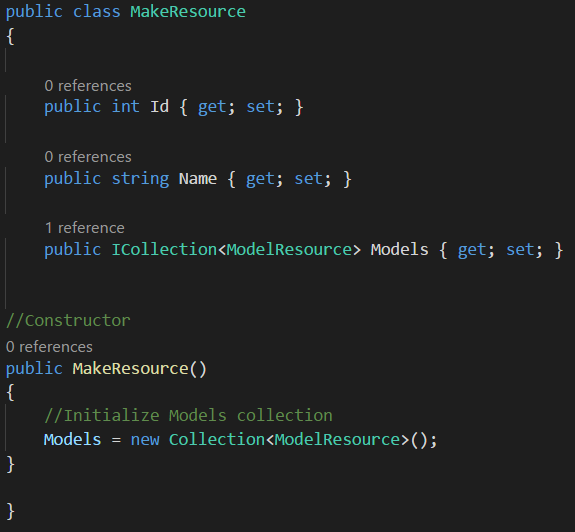 public class MakeResource
{
0 references
public int Id { get; set; }
0 references
public string Name { get; set; }
1 reference
public ICollection<ModelResource> Models { get; set; }
//Constructor
0 references
public MakeResource()
{
//Initialize Models collection
Models = new Collection<ModelResource>();
}
}